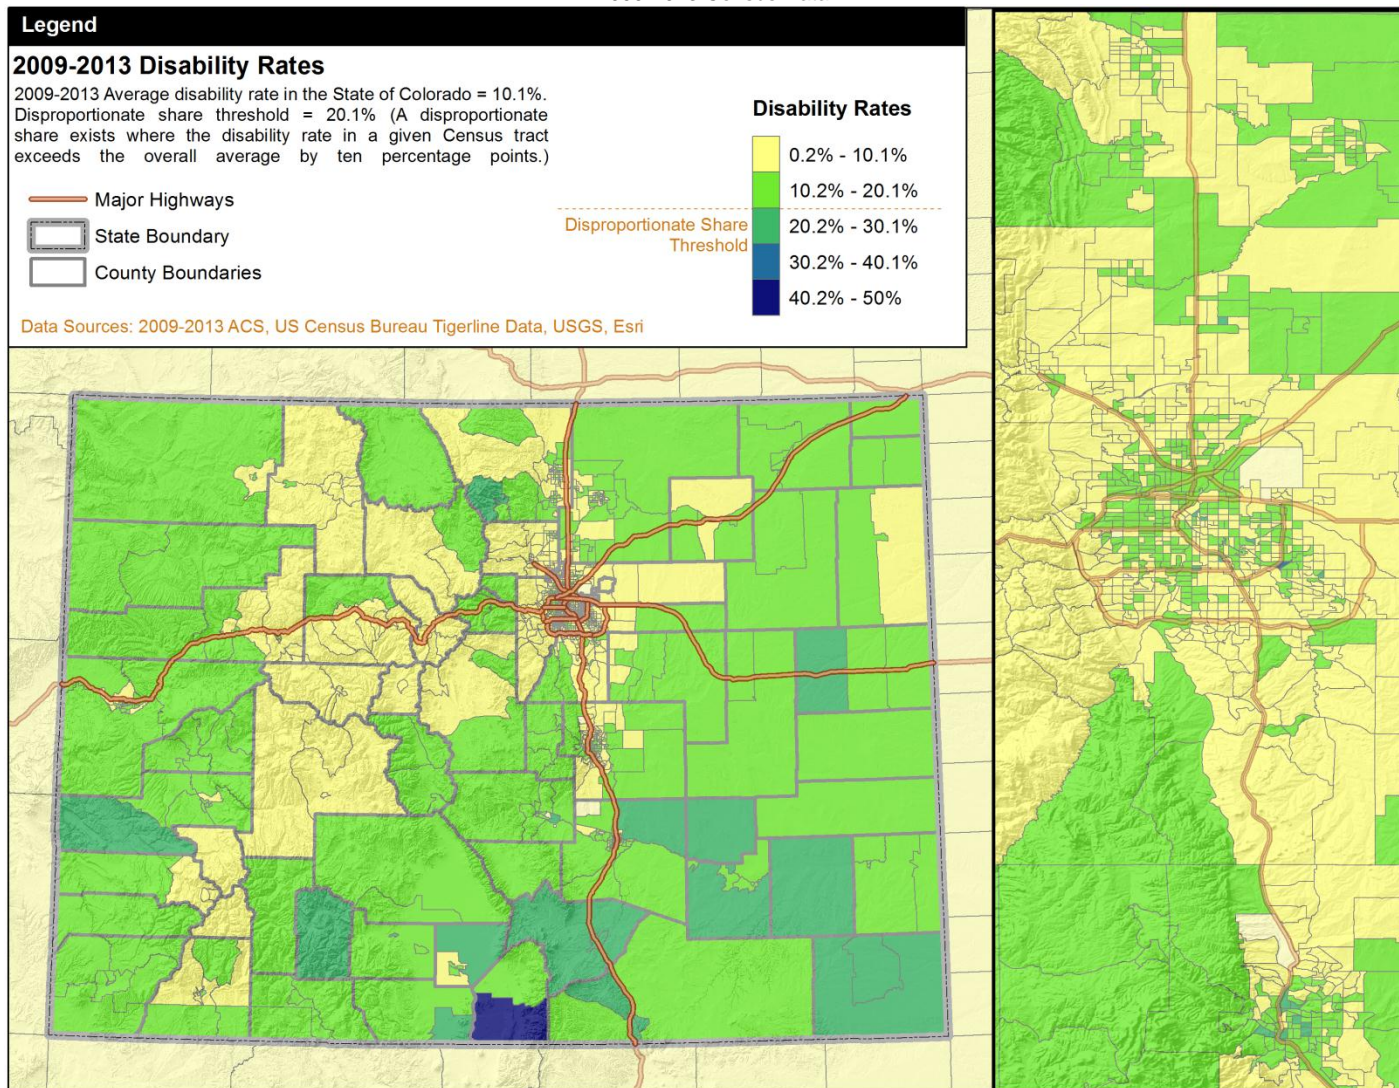 Legend
2009-2013 Disability Rates
2009-2013 Average disability rate in the State of Colorado = 10.1%.
Disproportionate share threshold = 20.1% (A disproportionate
share exists where the disability rate in a given Census tract
exceeds the overall average by ten percentage points.)
Major Highways
State Boundary
County Boundaries
Disability Rates
0.2% - 10.1%
10.2% - 20.1%
Disproportionate Share
Threshold
20.2% - 30.1%
30.2% - 40.1%
40.2% - 50%
Data Sources: 2009-2013 ACS, US Census Bureau Tigerline Data, USGS, Esri